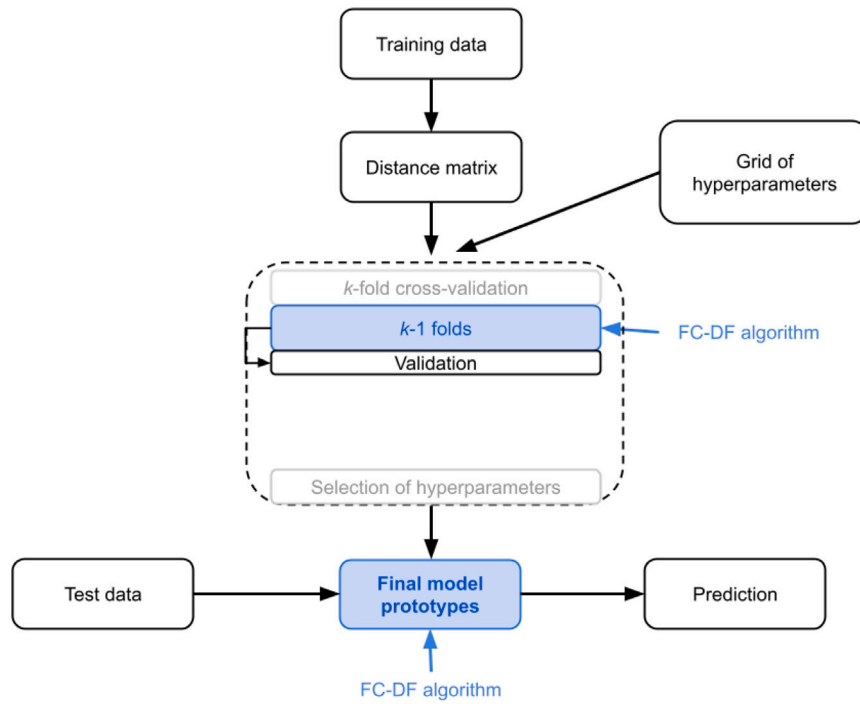 Training data
Distance matrix
Grid of
hyperparameters
k-fold cross-validation
k-1 folds
FC-DF algorithm
Validation
Selection of hyperparameters
Test data
Final model
prototypes
Prediction
FC-DF algorithm